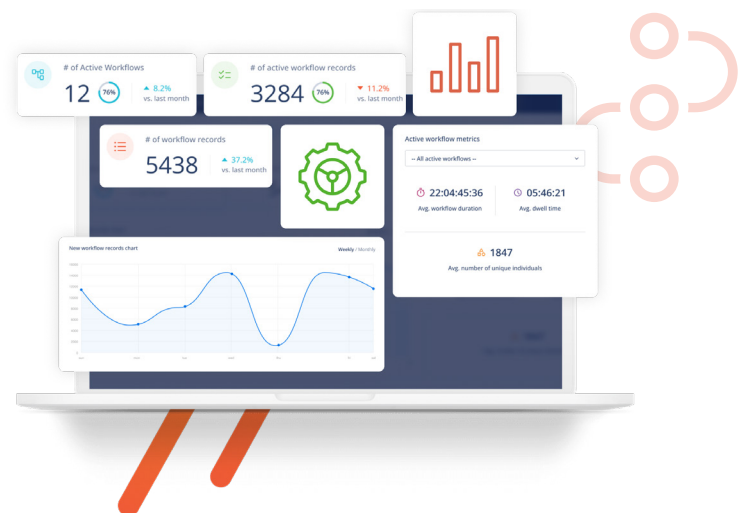 # of Active Workflows
12
76%
▲ 8.2%
vs. last month
# of active workflow records
3284
76%
▼ 11.2%
vs. last month
# of workflow records
5438
▲ 37.2%
vs. last month
Active workflow metrics
-- All active workflows --
22:04:45:36
Avg. workflow duration
05:46:21
Avg. dwell time
1847
Avg. number of unique individuals
New workflow records chart
Weekly / Monthly